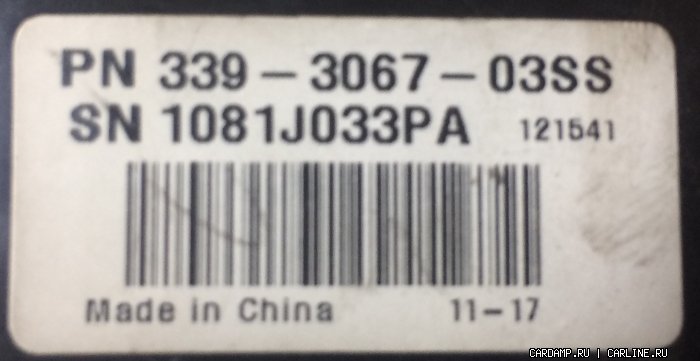 PN 339-3067-03SS
SN 1081J033PA 121541
Made in China 11-17
CARDAMP.RU | CARLINE.RU